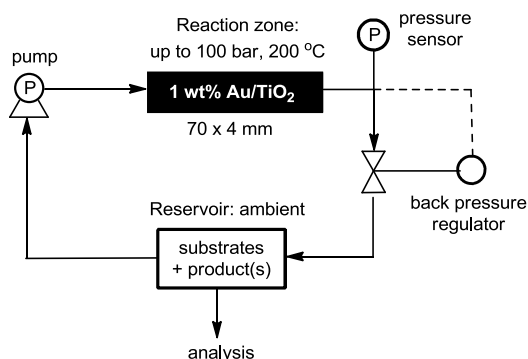 Reaction zone:
up to 100 bar, 200 °C
pressure
sensor
P
pump
P
1 wt% Au/TiO₂
70 x 4 mm
back pressure
regulator
Reservoir: ambient
substrates
+ product(s)
analysis